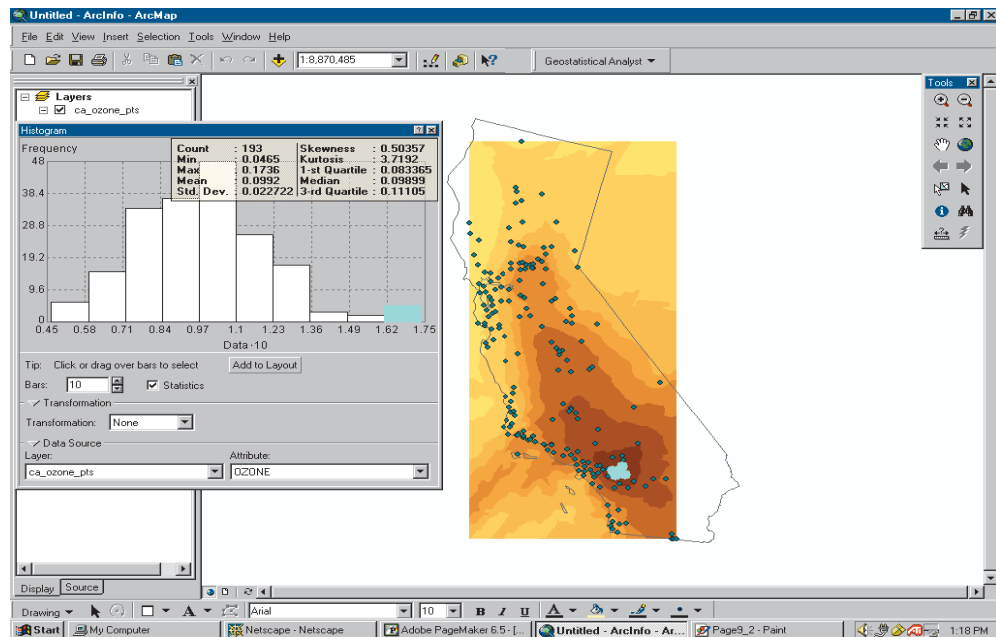 Untitled - ArcInfo - ArcMap
File Edit View Insert Selection Tools Window Help
1:8,870,485
Geostatistical Analyst
Layers
ca_ozone_pts
Tools
Histogram
Frequency
Count : 193 Skewness : 0.50357
Min : 0.0465 Kurtosis : 3.7192
Max : 0.1736 1-st Quartile : 0.083365
Mean : 0.0992 Median : 0.09899
Std. Dev. : 0.022722 3-rd Quartile : 0.11105
48
38.4
28.8
19.2
9.6
0
0.45 0.58 0.71 0.84 0.97 1.1 1.23 1.36 1.49 1.62 1.75
Data·10
Tip: Click or drag over bars to select Add to Layout
Bars: 10 Statistics
Transformation
Transformation: None
Data Source
Layer: Attribute:
ca_ozone_pts OZONE
Display Source
Drawing A Arial 10 B I U A
Start My Computer Netscape - Netscape Adobe PageMaker 6.5 - [... Untitled - ArcInfo - Ar... Page9_2 - Paint 1:18 PM